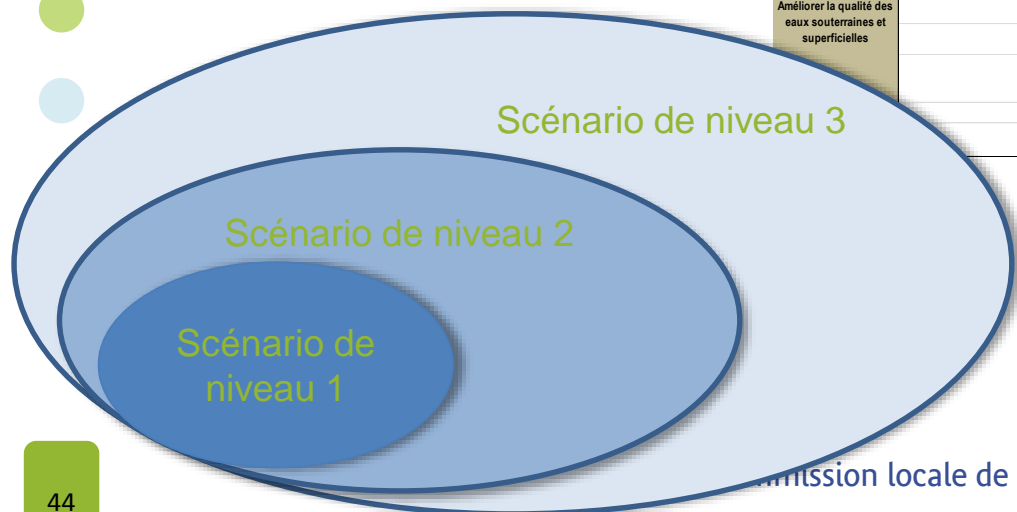 Améliorer la qualité des
eaux souterraines et
superficielles
Scénario de niveau 3
Scénario de niveau 2
Scénario de
niveau 1
locale de
44